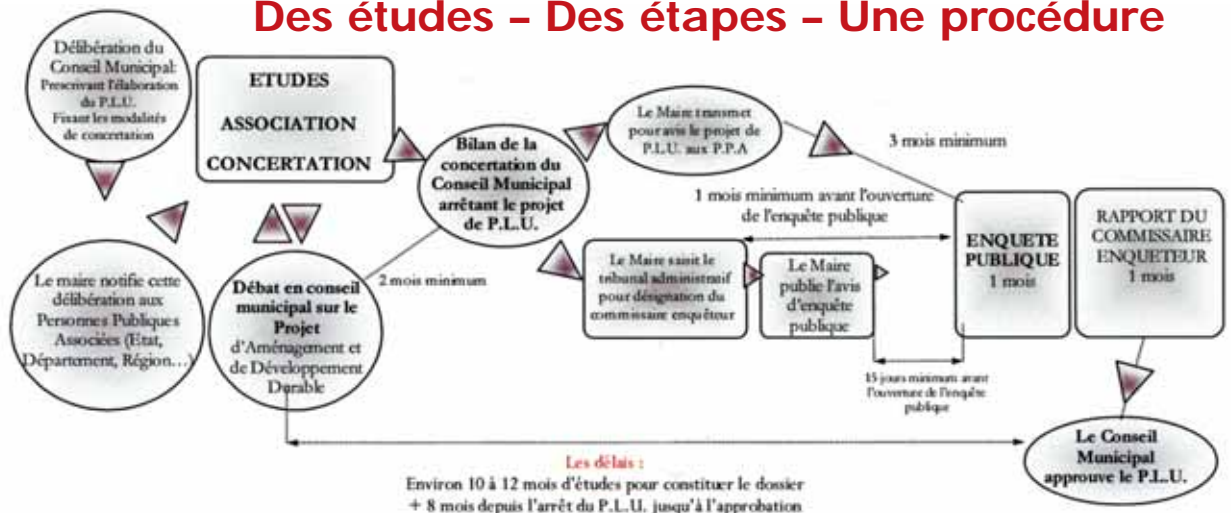 Des études – Des étapes – Une procédure
Délibération du
Conseil Municipal:
Prescrivant l'élaboration
du P.L.U.
Fixant les modalités
de concertation
Le maire notifie cette
délibération aux
Personnes Publiques
Associées (Etat,
Département, Région…)
ETUDES
ASSOCIATION
CONCERTATION
Débat en conseil
municipal sur le
Projet
d'Aménagement et
de Développement
Durable
2 mois minimum
Bilan de la
concertation du
Conseil Municipal
arrêtant le projet
de P.L.U.
Le Maire transmet
pour avis le projet de
P.L.U. aux P.P.A
3 mois minimum
1 mois minimum avant l'ouverture
de l'enquête publique
Le Maire saisit le
tribunal administratif
pour désignation du
commissaire enquêteur
Le Maire
publie l'avis
d'enquête
publique
15 jours minimum avant
l'ouverture de l'enquête
publique
ENQUETE
PUBLIQUE
1 mois
RAPPORT DU
COMMISSAIRE
ENQUETEUR
1 mois
Le Conseil
Municipal
approuve le P.L.U.
Les délais :
Environ 10 à 12 mois d'études pour constituer le dossier
+ 8 mois depuis l'arrêt du P.L.U. jusqu'à l'approbation